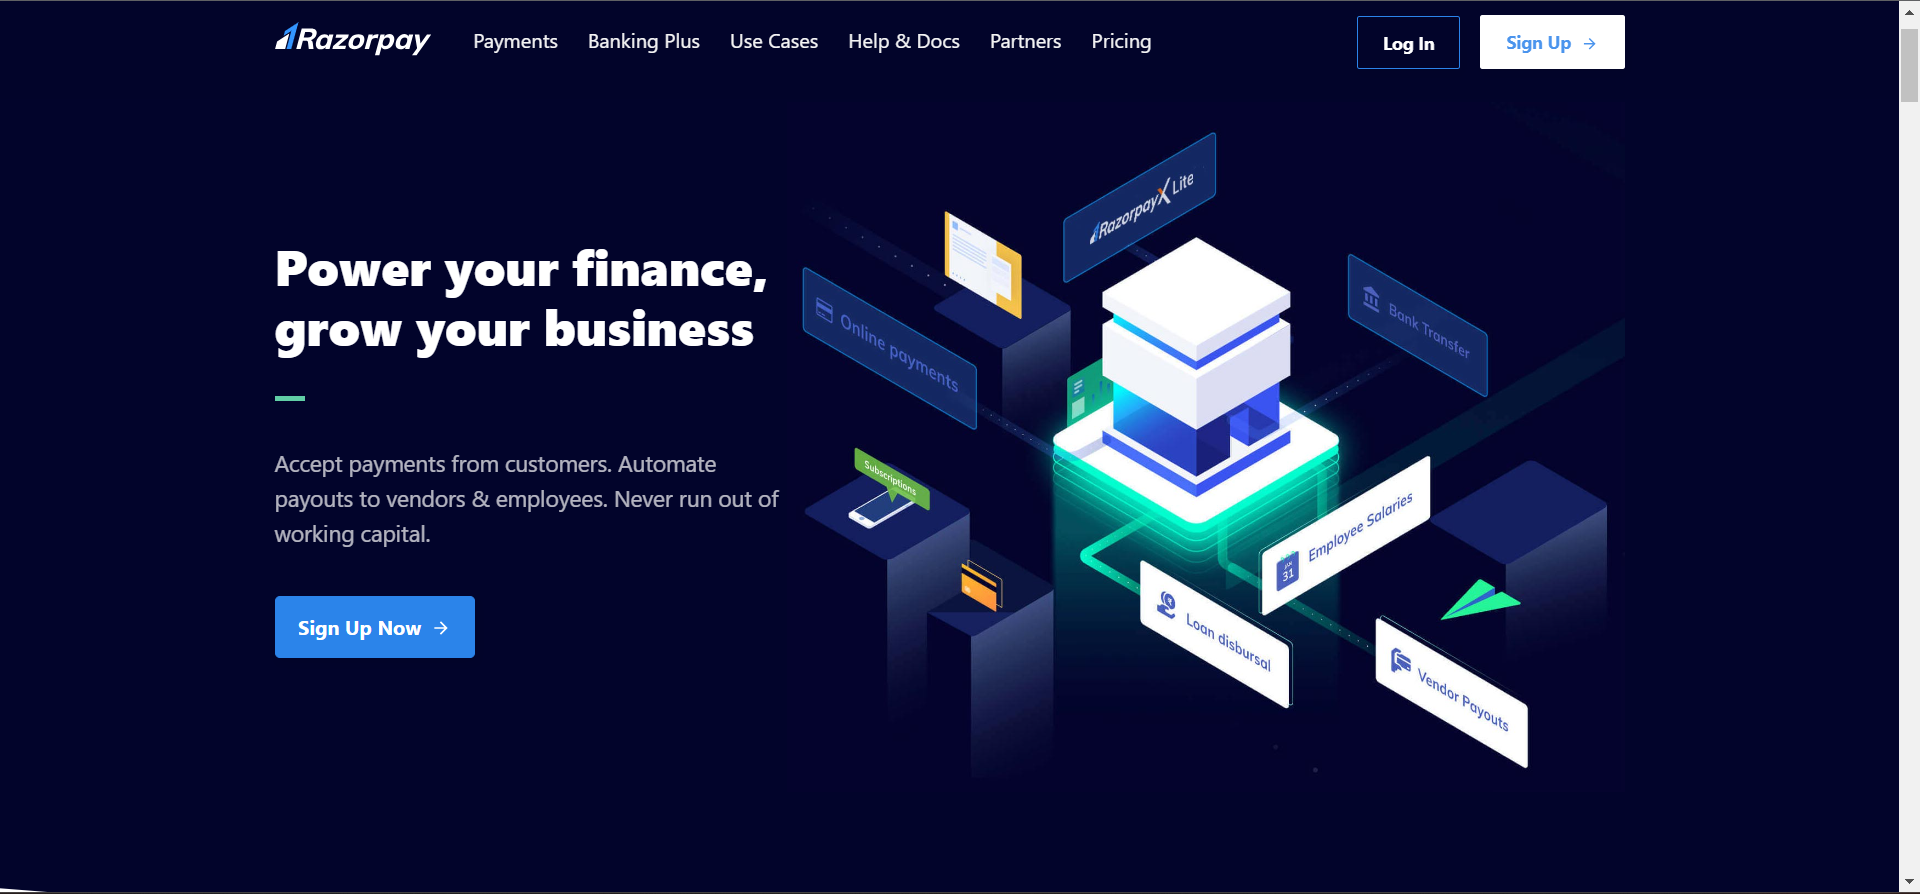 Razorpay
Payments
Banking Plus
Use Cases
Help & Docs
Partners
Pricing
Log In
Sign Up
Power your finance,
grow your business
Accept payments from customers. Automate
payouts to vendors & employees. Never run out of
working capital.
Sign Up Now
RazorpayX Lite
Online payments
Bank Transfer
Subscriptions
Employee Salaries
31
Loan disbursal
Vendor Payouts